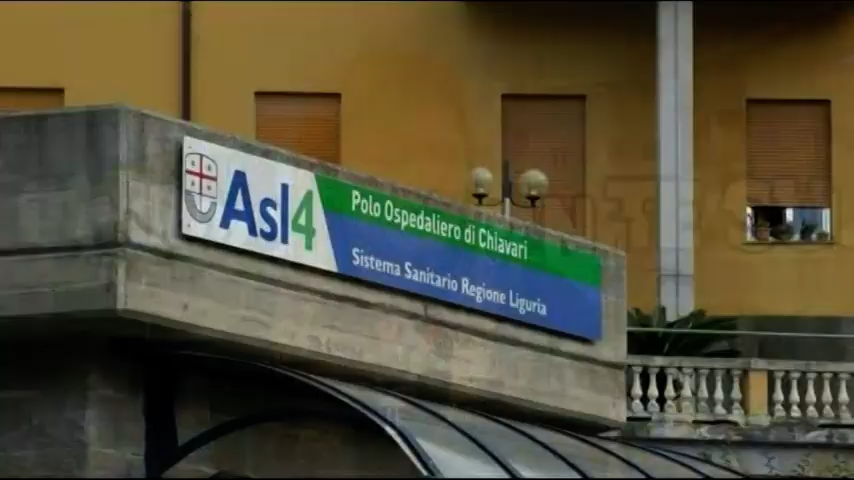 Asl4
Polo Ospedaliero di Chiavari
Sistema Sanitario Regione Liguria